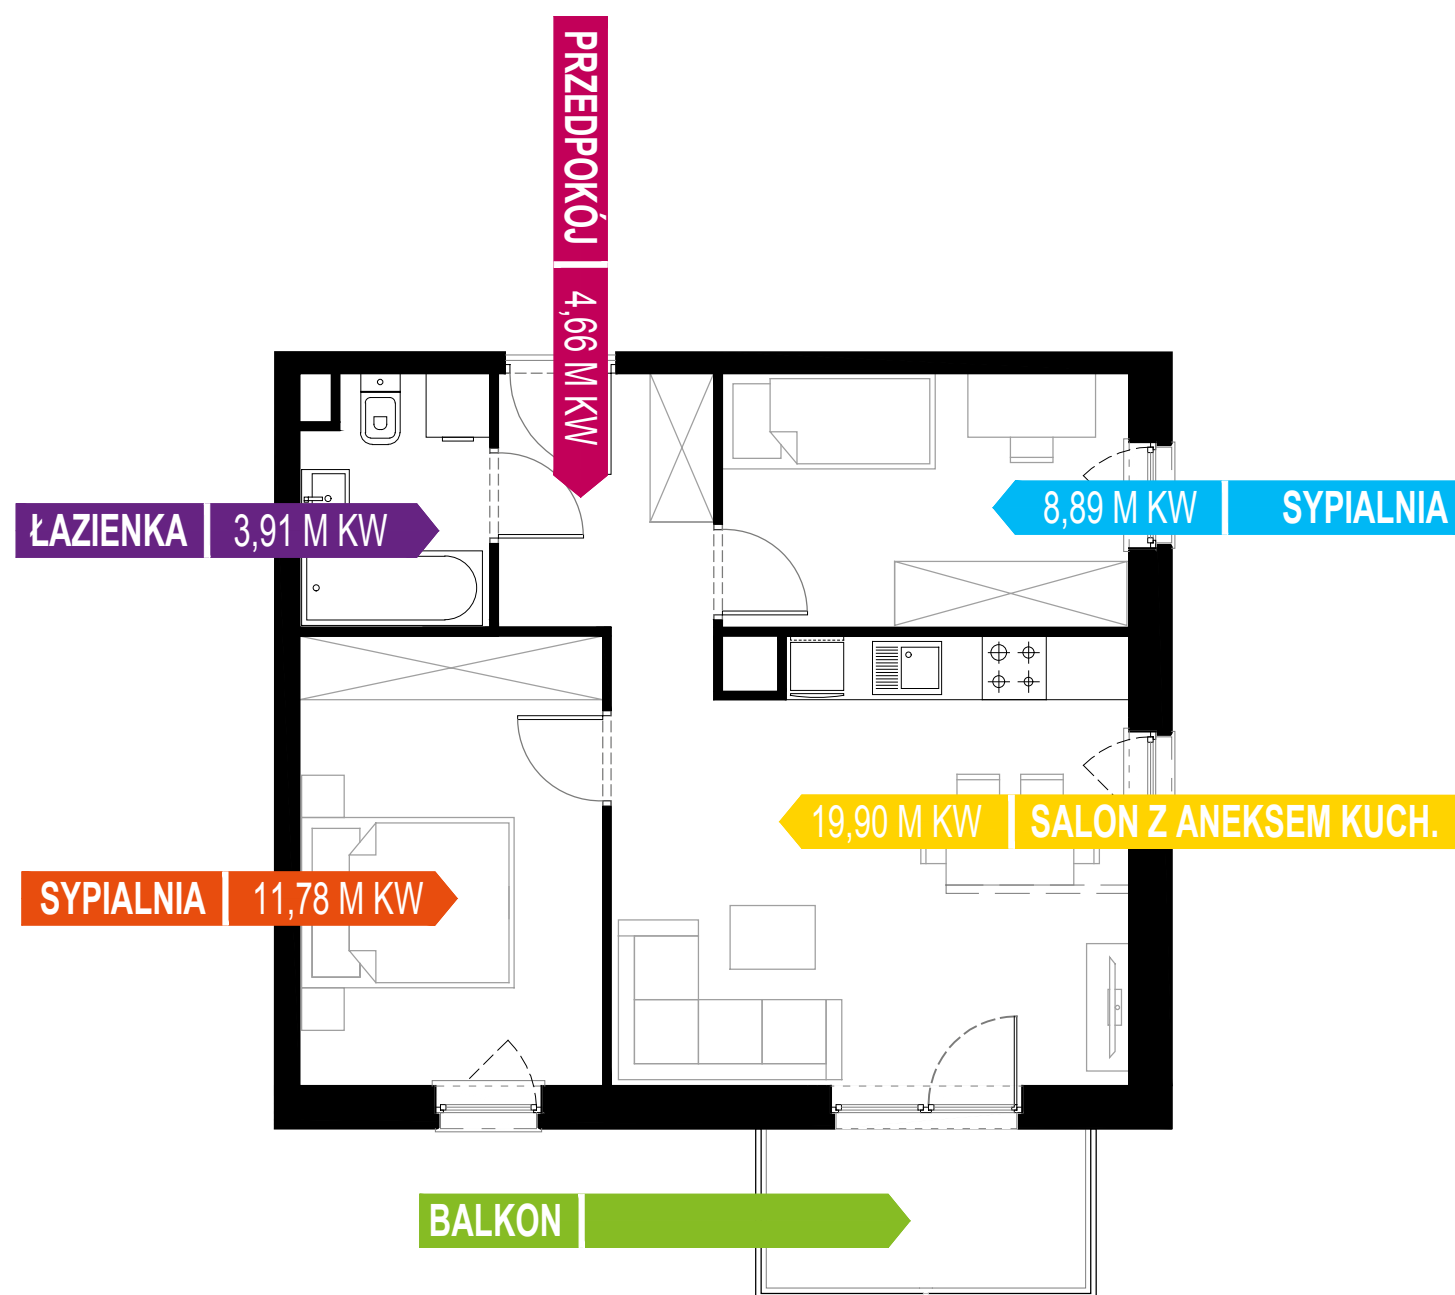 PRZEDPOKÓJ 4,66 M KW
ŁAZIENKA 3,91 M KW
8,89 M KW SYPIALNIA
19,90 M KW SALON Z ANEKSEM KUCH.
SYPIALNIA 11,78 M KW
BALKON